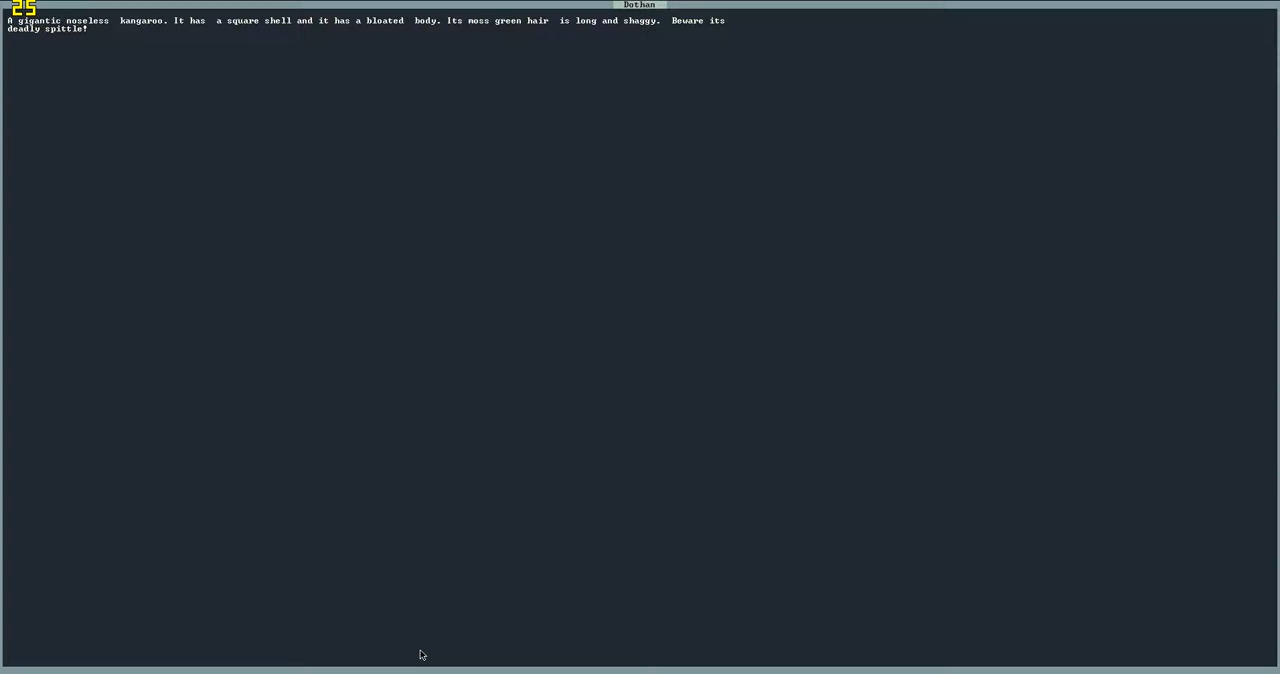 25
Dothan
A gigantic noseless  kangaroo. It has  a square shell and it has a bloated  body. Its moss green hair  is long and shaggy.  Beware its
deadly spittle!